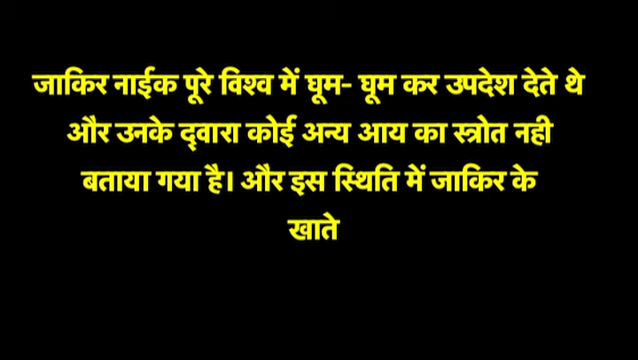 जाकिर नाईक पूरे विश्व में घूम- घूम कर उपदेश देते थे
और उनके द्वारा कोई अन्य आय का स्त्रोत नही
बताया गया है। और इस स्थिति में जाकिर के
खाते